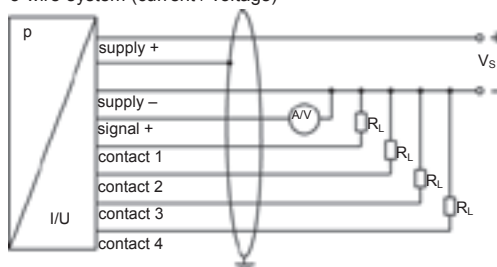 3-wire-system (current / voltage)
p
supply +
V S +
supply –
–
signal +
A/V
contact 1
R L
contact 2
R L
contact 3
R L
I/U
contact 4
R L